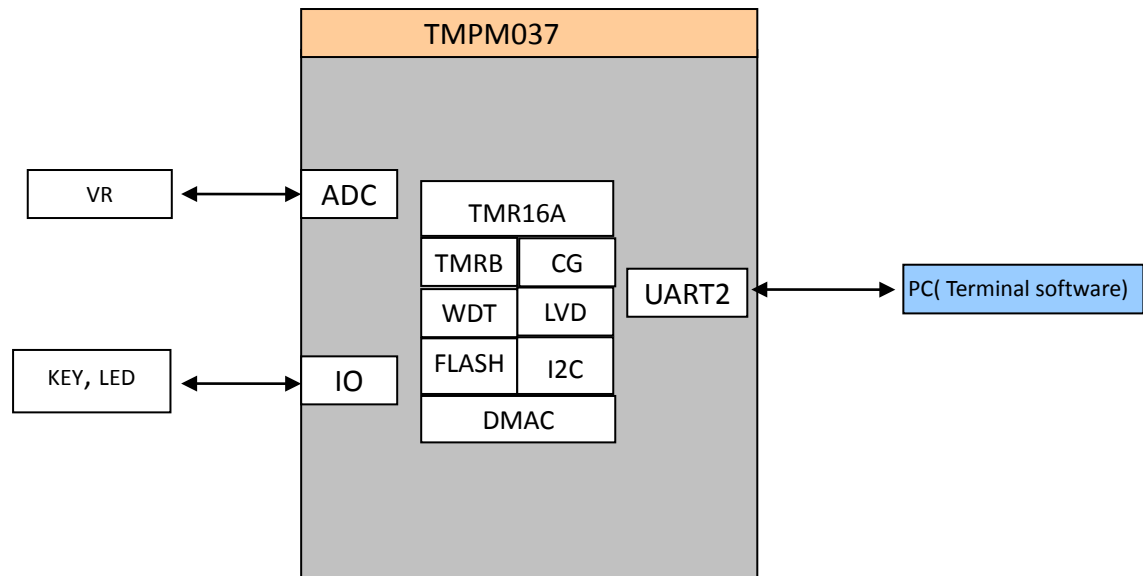 TMPM037
VR
ADC
TMR16A
TMRB
CG
UART2
PC( Terminal software)
WDT
LVD
FLASH
I2C
KEY, LED
IO
DMAC